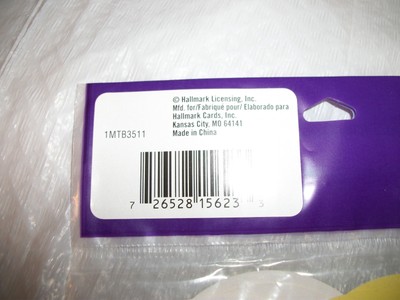 © Hallmark Licensing, Inc.
Mfd. for/Fabriqué pour/ Elaborado para
Hallmark Cards, Inc.
Kansas City, MO 64141
Made in China
1MTB3511
7 26528 15623 3